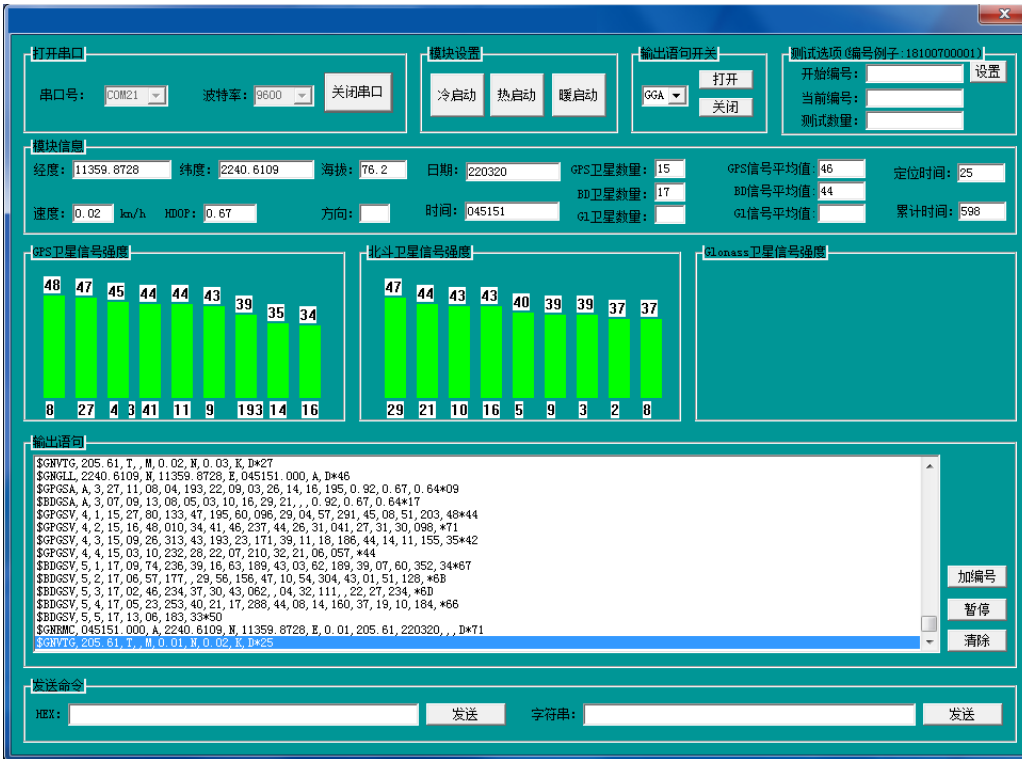 打开串口
串口号: COM21 波特率: 9600 关闭串口
模块设置
冷启动 热启动 暖启动
输出语句开关
GGA 打开
关闭
测试选项(编号例子:18100700001)
开始编号: 设置
当前编号:
测试数量:
模块信息
经度: 11359.8728 纬度: 2240.6109 海拔: 76.2 日期: 220320 GPS卫星数量: 15 GPS信号平均值: 46 定位时间: 25
BD卫星数量: 17 BD信号平均值: 44
速度: 0.02 km/h HDOP: 0.67 方向: 时间: 045151 Gl卫星数量: Gl信号平均值: 累计时间: 598
GPS卫星信号强度
48 47 45 44 44 43 39 35 34
8 27 4 3 41 11 9 193 14 16
北斗卫星信号强度
47 44 43 43 40 39 39 37 37
29 21 10 16 5 9 3 2 8
Glonass卫星信号强度
输出语句
$GNVTG,205.61,T,,M,0.02,N,0.03,K,D*27
$GNGLL,2240.6109,N,11359.8728,E,045151.000,A,D*46
$GPGSA,A,3,27,11,08,04,193,22,09,03,26,14,16,195,0.92,0.67,0.64*09
$BDGSA,A,3,07,09,13,08,05,03,10,16,29,21,,,0.92,0.67,0.64*17
$GPGSV,4,1,15,27,80,133,47,195,60,096,29,04,57,291,45,08,51,203,48*44
$GPGSV,4,2,15,16,48,010,34,41,46,237,44,26,31,041,27,31,30,098,*71
$GPGSV,4,3,15,09,26,313,43,193,23,171,39,11,18,186,44,14,11,155,35*42
$GPGSV,4,4,15,03,10,232,28,22,07,210,32,21,06,057,*44
$BDGSV,5,1,17,09,74,236,39,16,63,189,43,03,62,189,39,07,60,352,34*67
$BDGSV,5,2,17,06,57,177,,29,56,156,47,10,54,304,43,01,51,128,*6B
$BDGSV,5,3,17,02,46,234,37,30,43,062,,04,32,111,,22,27,234,*6D
$BDGSV,5,4,17,05,23,253,40,21,17,288,44,08,14,160,37,19,10,184,*66
$BDGSV,5,5,17,13,06,183,33*50
$GNRMC,045151.000,A,2240.6109,N,11359.8728,E,0.01,205.61,220320,,,D*71
$GNVTG,205.61,T,,M,0.01,N,0.02,K,D*25
加编号
暂停
清除
发送命令
HEX: 发送 字符串: 发送